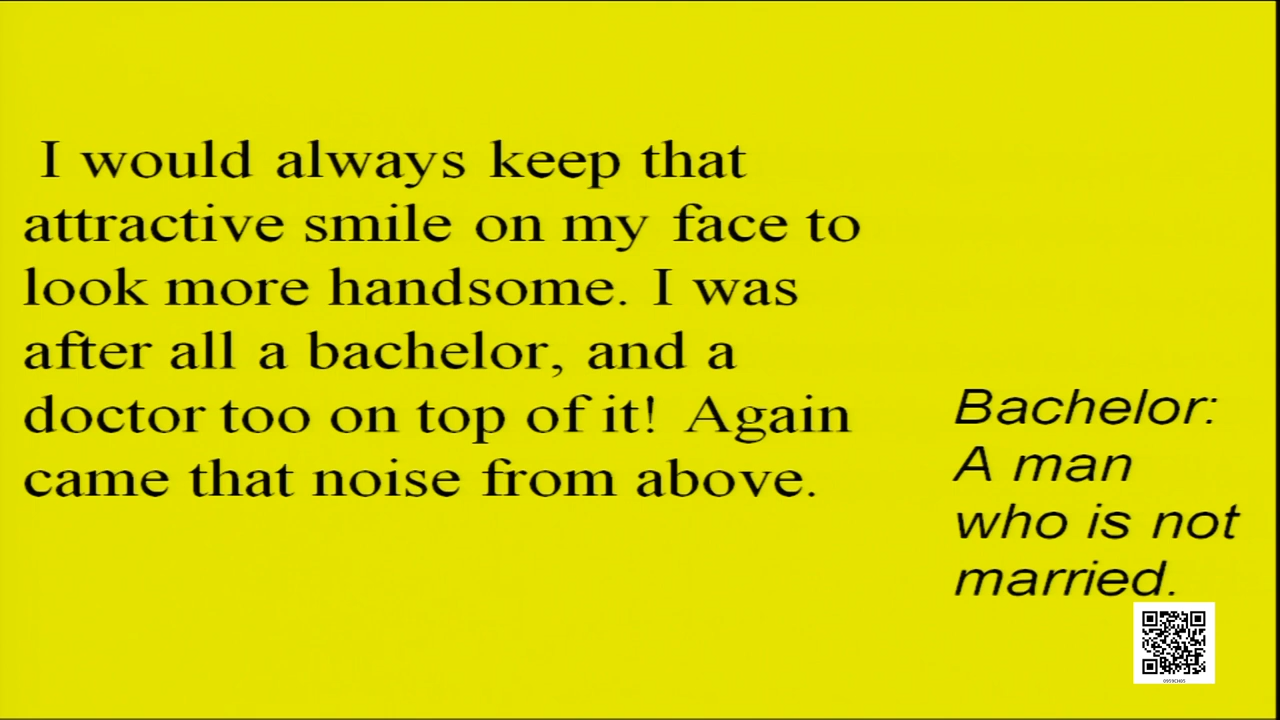 I would always keep that
attractive smile on my face to
look more handsome. I was
after all a bachelor, and a
doctor too on top of it! Again
came that noise from above.
Bachelor:
A man
who is not
married.